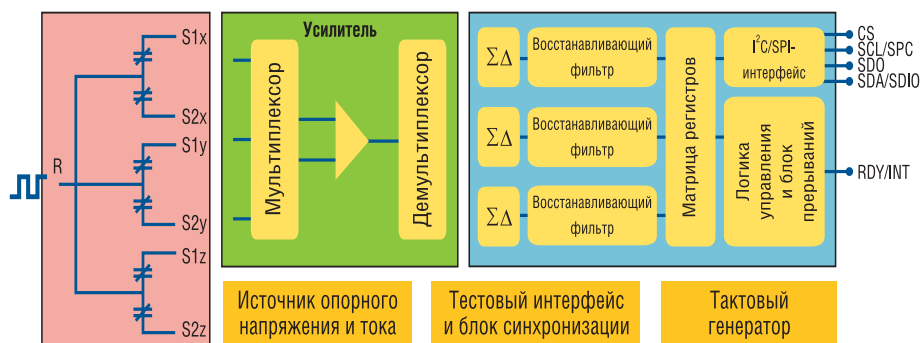 S1x
S2x
S1y
R
S2y
S1z
S2z
Усилитель
Мультиплексор
Демультиплексор
ΣΔ
Восстанавливающий
фильтр
ΣΔ
Восстанавливающий
фильтр
ΣΔ
Восстанавливающий
фильтр
Матрица регистров
I²C/SPI-
интерфейс
Логика
управления
и блок
прерываний
CS
SCL/SPC
SDO
SDA/SDIO
RDY/INT
Источник опорного
напряжения и тока
Тестовый интерфейс
и блок синхронизации
Тактовый
генератор